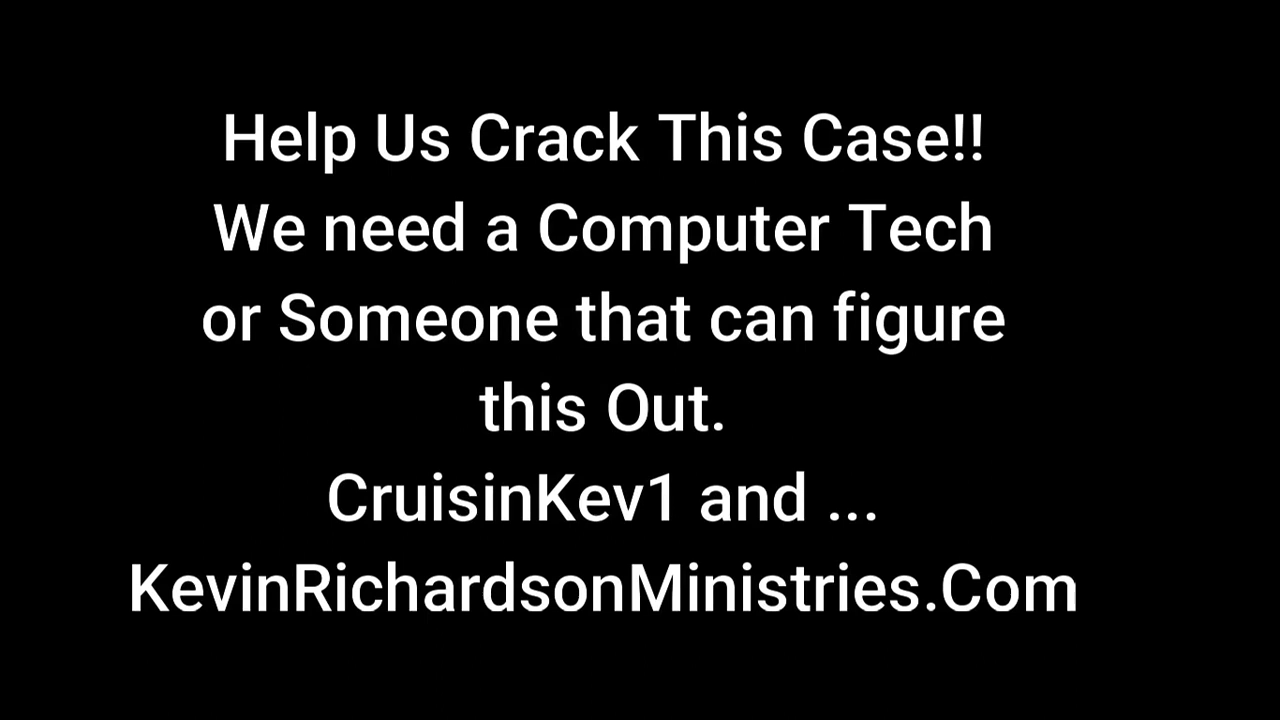 Help Us Crack This Case!!
We need a Computer Tech
or Someone that can figure
this Out.
CruisinKev1 and ...
KevinRichardsonMinistries.Com